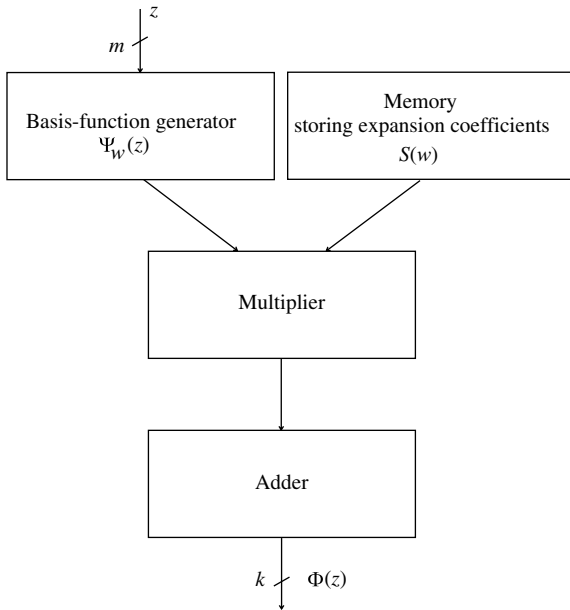 z
m
Basis-function generator
Ψw(z)
Memory
storing expansion coefficients
S(w)
Multiplier
Adder
k Φ(z)